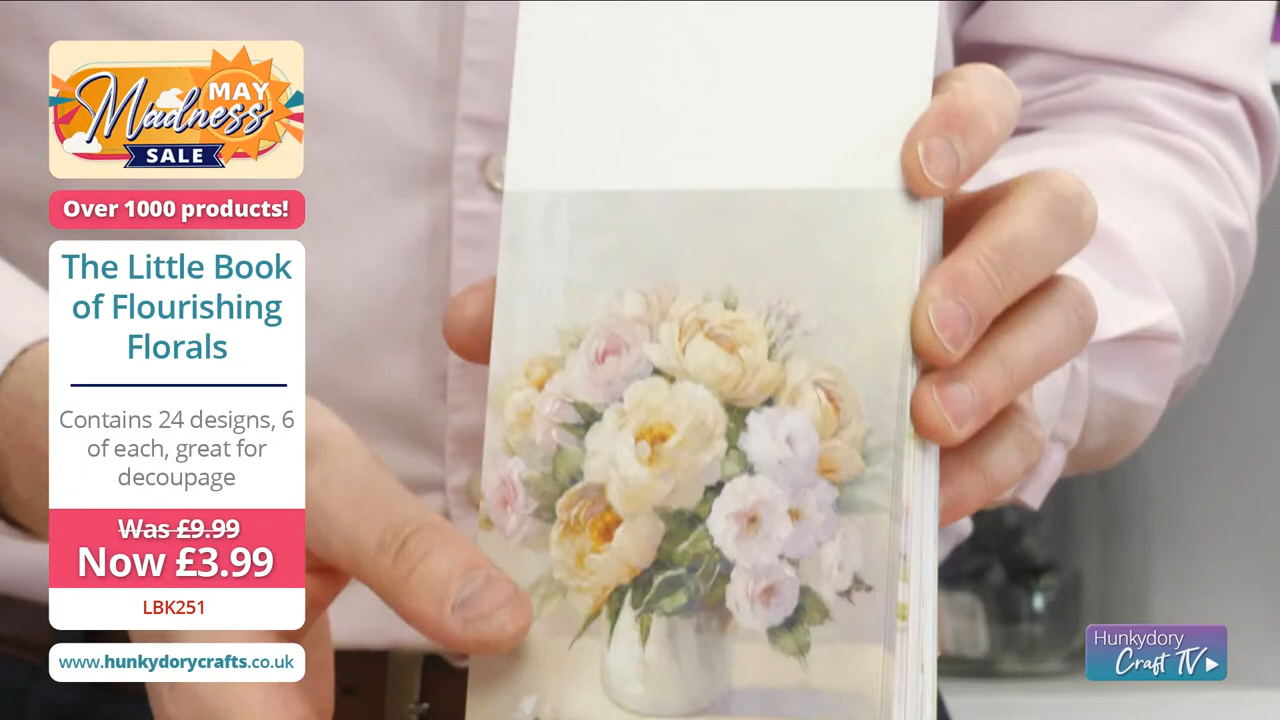 MAY
Madness
SALE
Over 1000 products!
The Little Book
of Flourishing
Florals
Contains 24 designs, 6
of each, great for
decoupage
Was £9.99
Now £3.99
LBK251
www.hunkydorycrafts.co.uk
Hunkydory
Craft TV